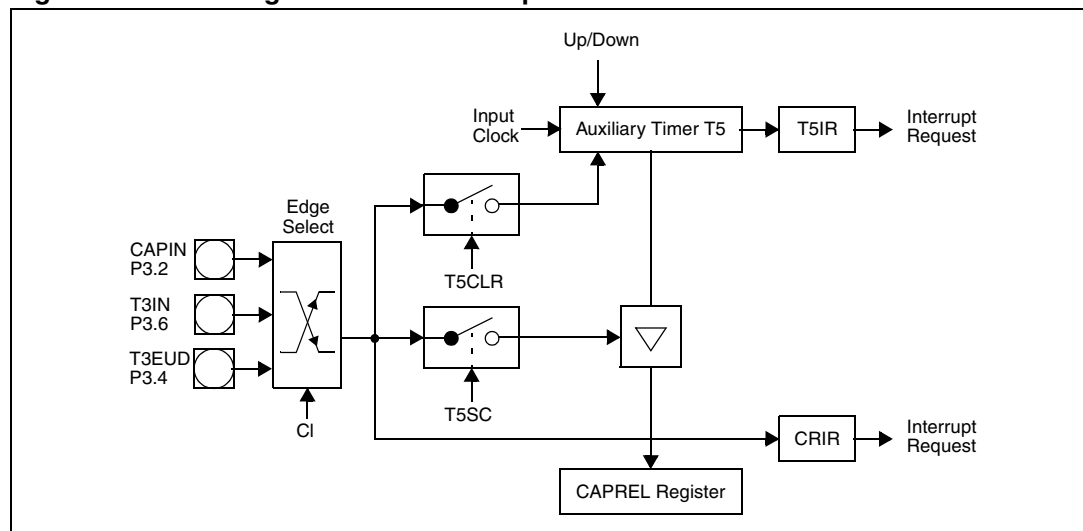 Up/Down
Input
Clock
Auxiliary Timer T5
T5IR
Interrupt
Request
Edge
Select
CAPIN
P3.2
T5CLR
T3IN
P3.6
T3EUD
P3.4
T5SC
CI
CRIR
Interrupt
Request
CAPREL Register